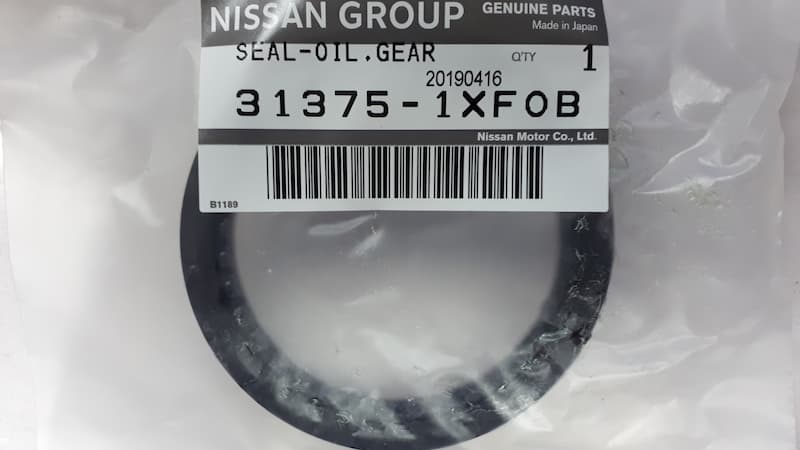 NISSAN GROUP GENUINE PARTS
Made in Japan
SEAL-OIL,GEAR Q'TY 1
20190416
31375-1XF0B
Nissan Motor Co., Ltd.
B1189